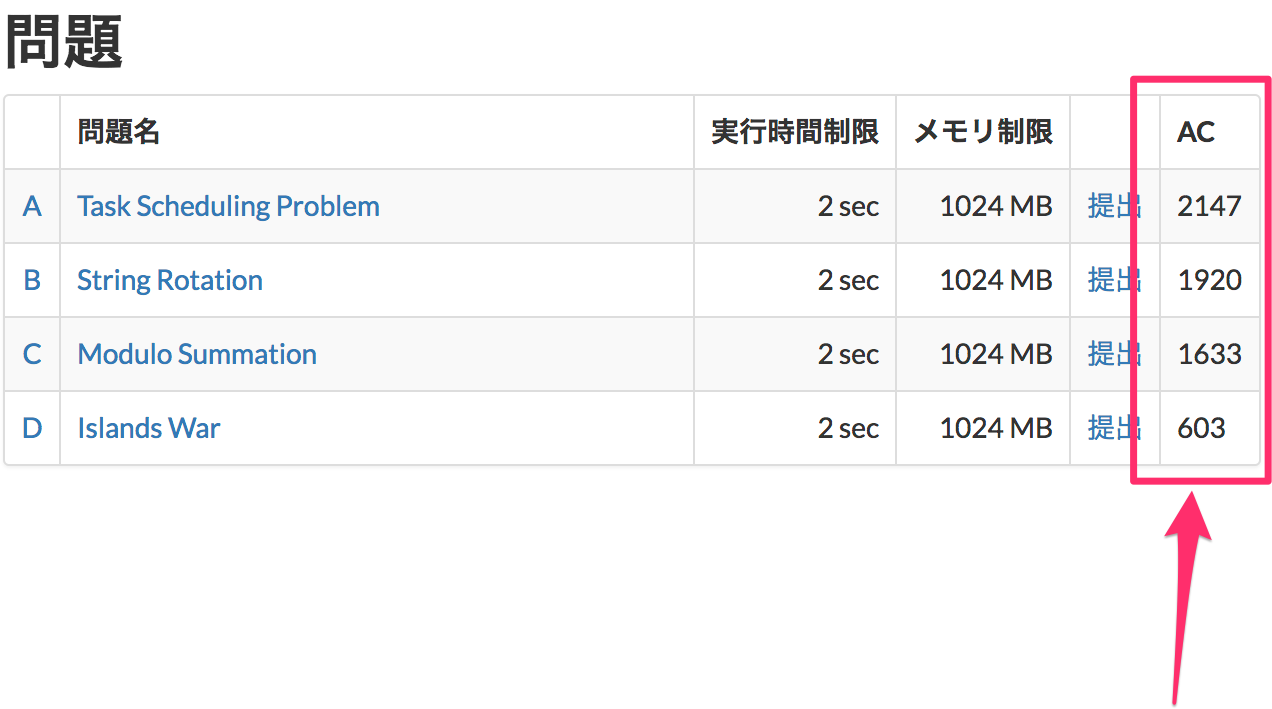 問題
問題名 実行時間制限 メモリ制限 AC
A Task Scheduling Problem 2 sec 1024 MB 提出 2147
B String Rotation 2 sec 1024 MB 提出 1920
C Modulo Summation 2 sec 1024 MB 提出 1633
D Islands War 2 sec 1024 MB 提出 603